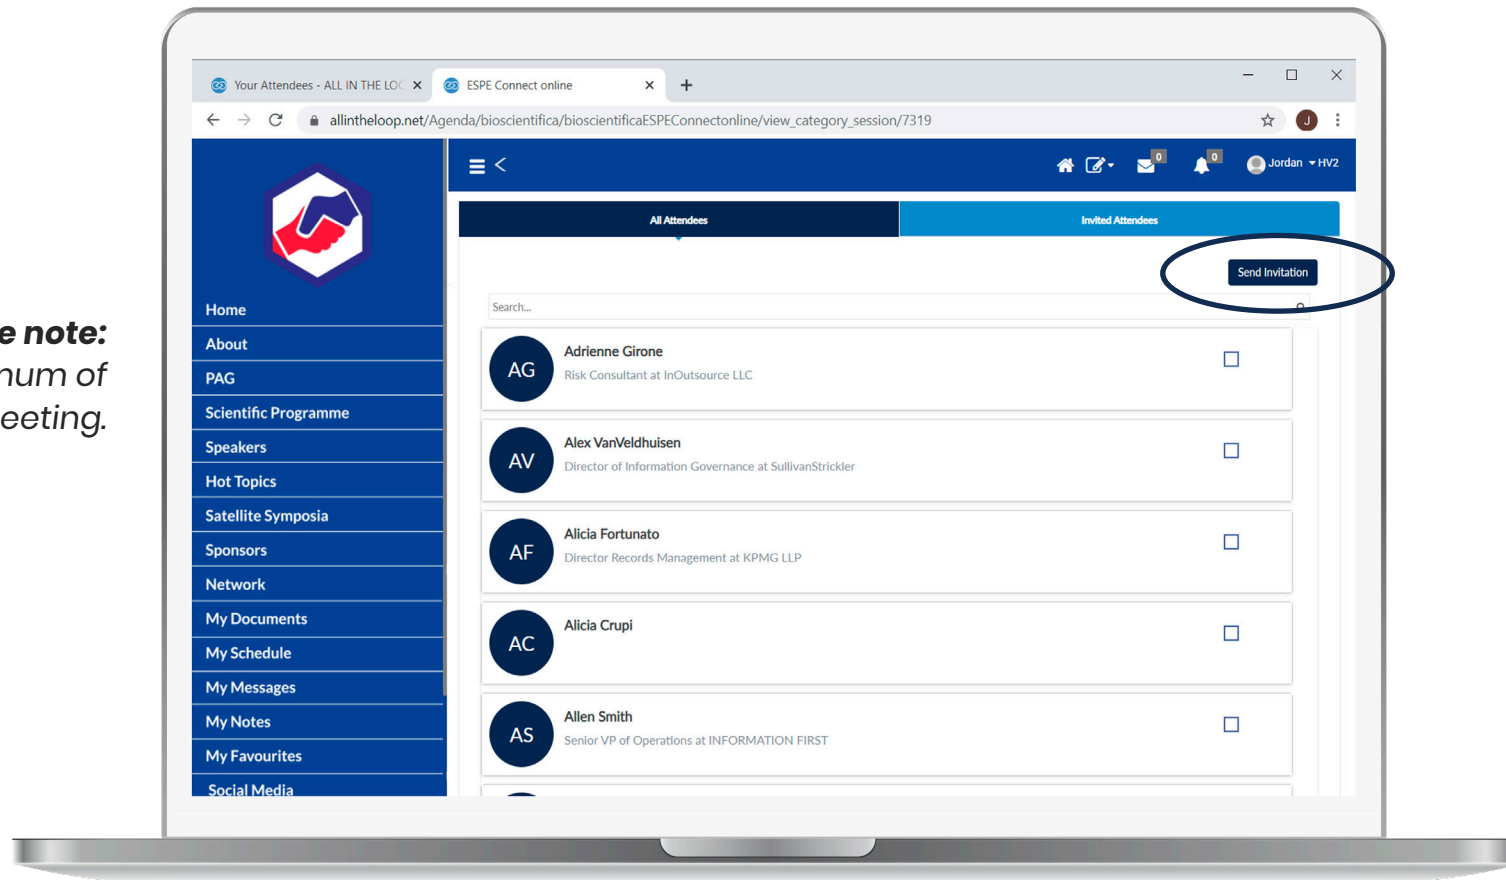 e note:
num of
eeting.
Your Attendees - ALL IN THE LOO
ESPE Connect online
allintheloop.net/Agenda/bioscientifica/bioscientificaESPEConnectonline/view_category_session/7319
J
0
0
Jordan
HV2
All Attendees
Invited Attendees
Send Invitation
Search...
Home
About
PAG
Scientific Programme
Speakers
Hot Topics
Satellite Symposia
Sponsors
Network
My Documents
My Schedule
My Messages
My Notes
My Favourites
Social Media
AG
Adrienne Girone
Risk Consultant at InOutsource LLC
AV
Alex VanVeldhuisen
Director of Information Governance at SullivanStrickler
AF
Alicia Fortunato
Director Records Management at KPMG LLP
AC
Alicia Crupi
AS
Allen Smith
Senior VP of Operations at INFORMATION FIRST